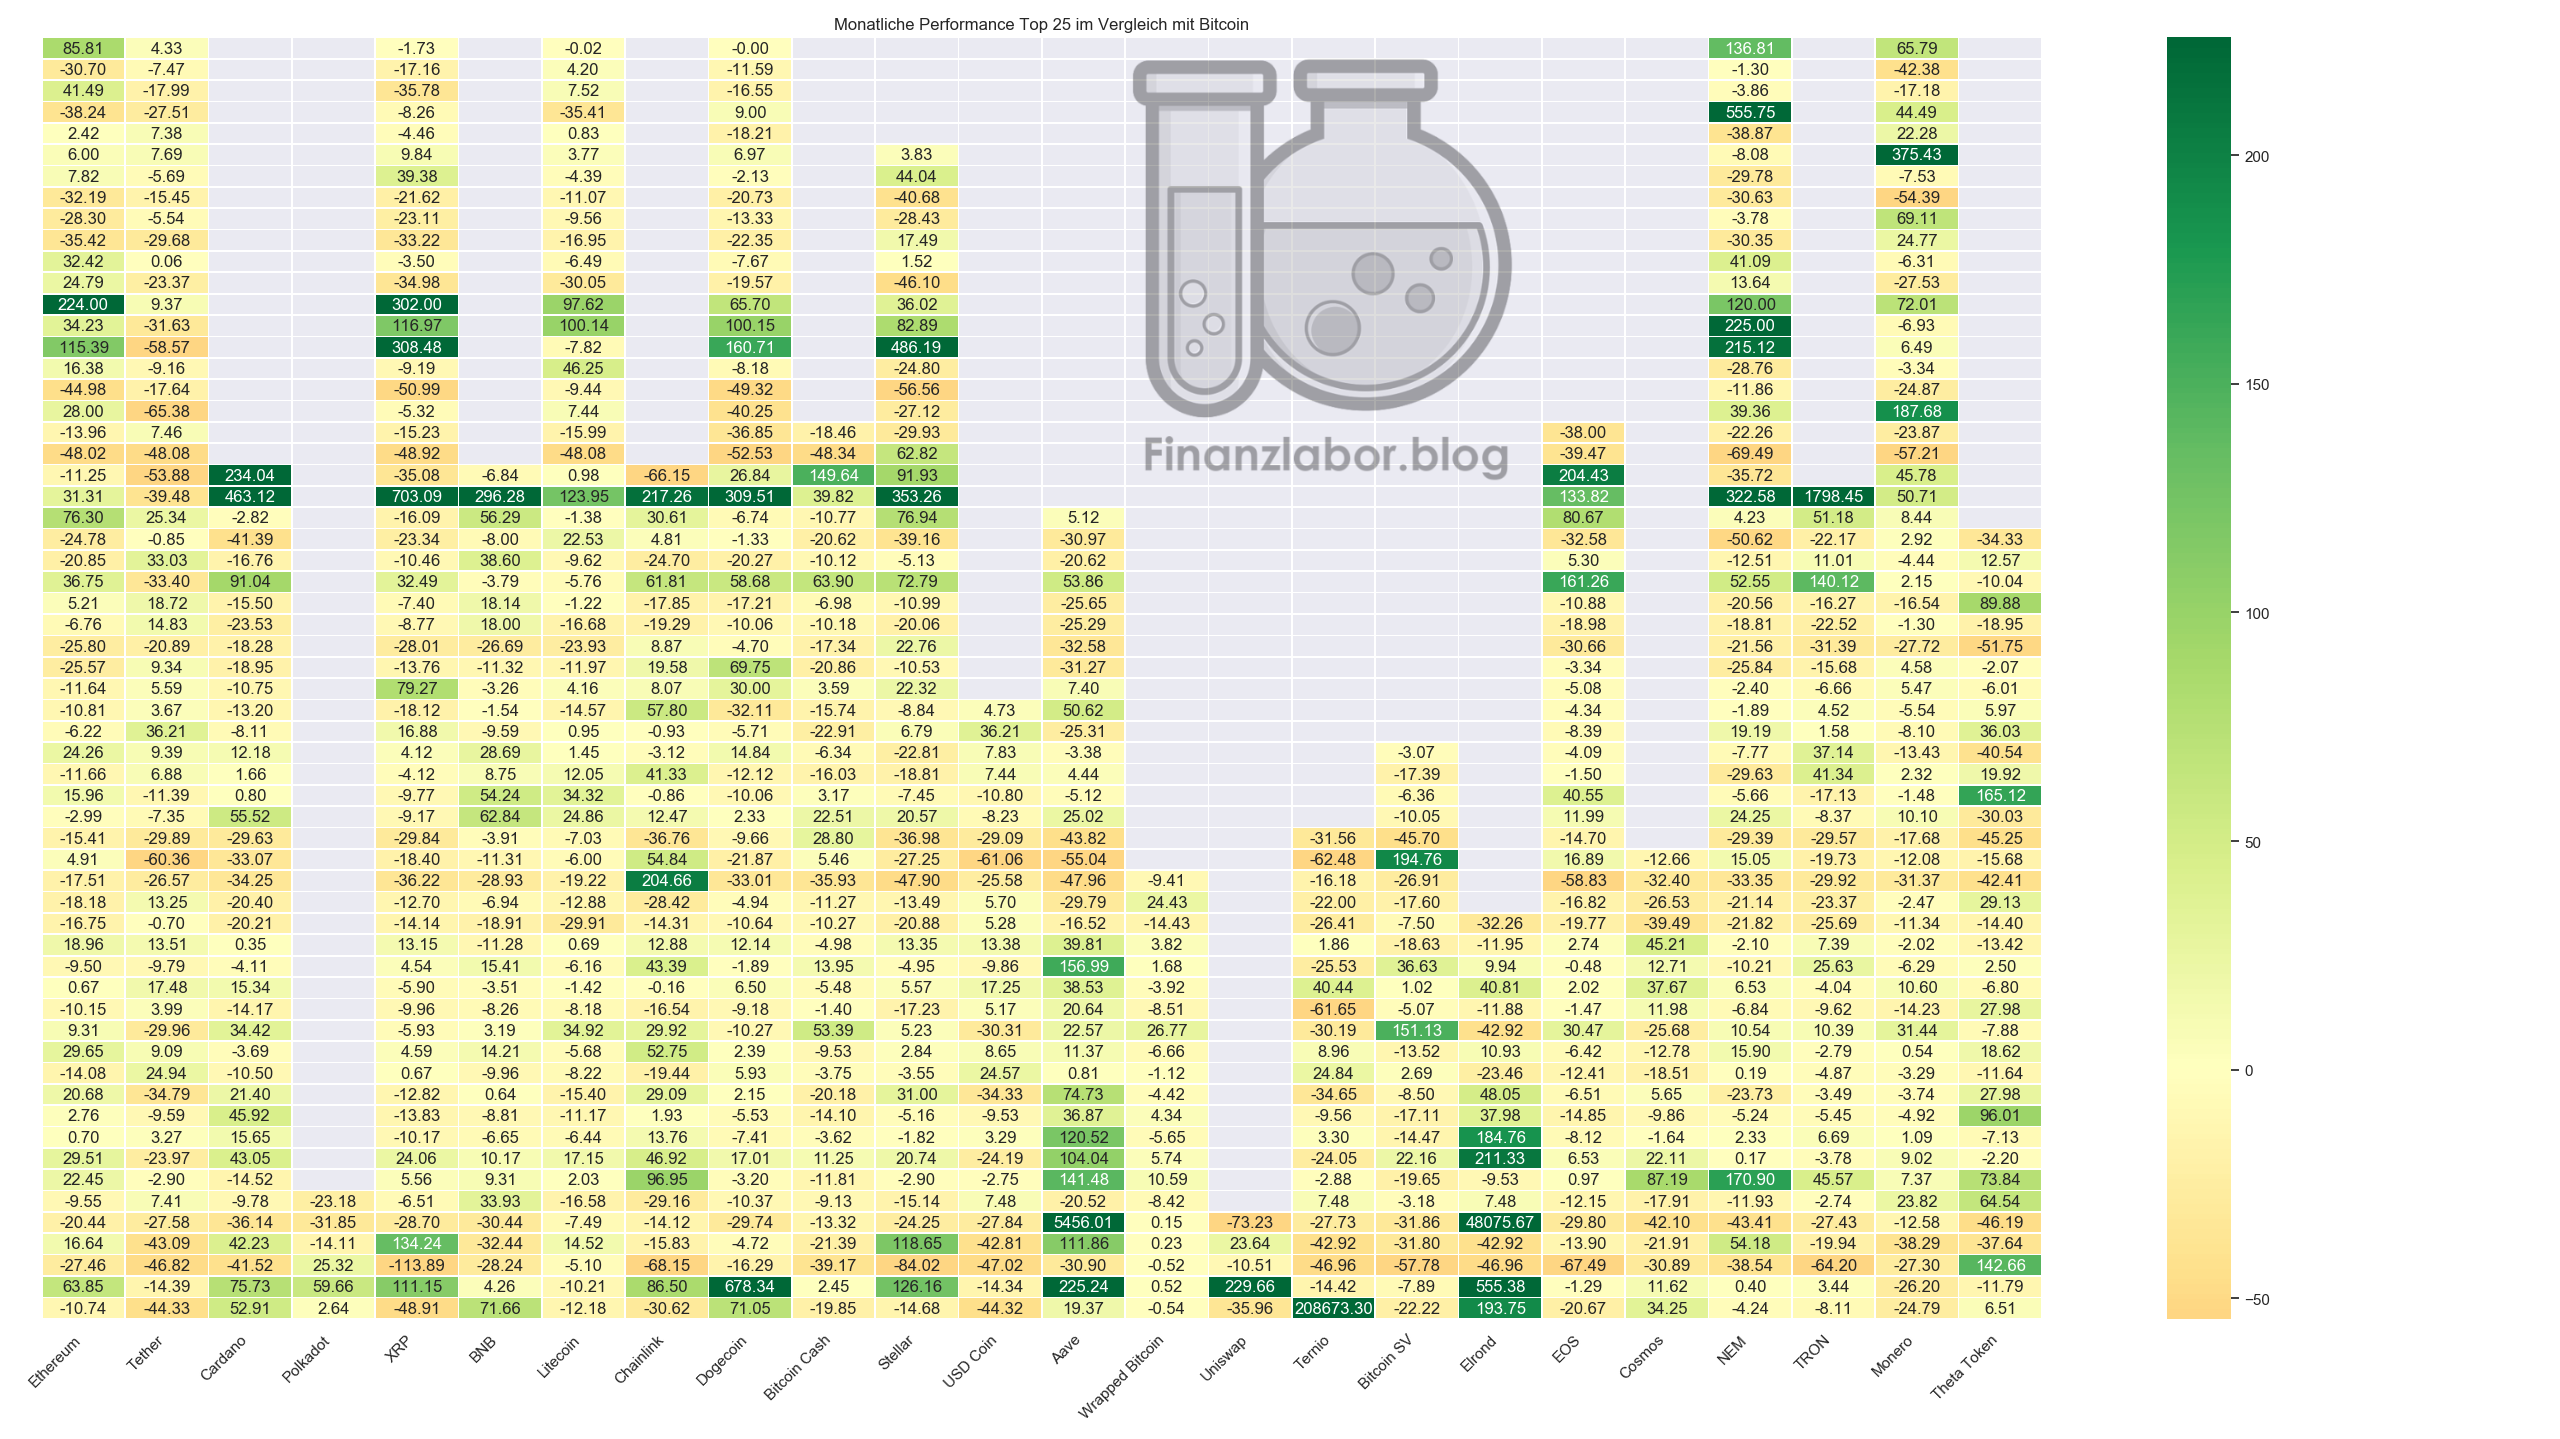 Monatliche Performance Top 25 im Vergleich mit Bitcoin
85.81 4.33 -1.73 -0.02 -0.00 136.81 65.79
-30.70 -7.47 -17.16 4.20 -11.59 -1.30 -42.38
41.49 -17.99 -35.78 7.52 -16.55 -3.86 -17.18
-38.24 -27.51 -8.26 -35.41 9.00 555.75 44.49
2.42 7.38 -4.46 0.83 -18.21 -38.87 22.28
6.00 7.69 9.84 3.77 6.97 3.83 -8.08 375.43
7.82 -5.69 39.38 -4.39 -2.13 44.04 -29.78 -7.53
-32.19 -15.45 -21.62 -11.07 -20.73 -40.68 -30.63 -54.39
-28.30 -5.54 -23.11 -9.56 -13.33 -28.43 -3.78 69.11
-35.42 -29.68 -33.22 -16.95 -22.35 17.49 -30.35 24.77
32.42 0.06 -3.50 -6.49 -7.67 1.52 41.09 -6.31
24.79 -23.37 -34.98 -30.05 -19.57 -46.10 13.64 -27.53
224.00 9.37 302.00 97.62 65.70 36.02 120.00 72.01
34.23 -31.63 116.97 100.14 100.15 82.89 225.00 -6.93
115.39 -58.57 308.48 -7.82 160.71 486.19 215.12 6.49
16.38 -9.16 -9.19 46.25 -8.18 -24.80 -28.76 -3.34
-44.98 -17.64 -50.99 -9.44 -49.32 -56.56 -11.86 -24.87
28.00 -65.38 -5.32 7.44 -40.25 -27.12 39.36 187.68
-13.96 7.46 -15.23 -15.99 -36.85 -18.46 -29.93 -38.00 -22.26 -23.87
-48.02 -48.08 -48.92 -48.08 -52.53 -48.34 62.82 -39.47 -69.49 -57.21
-11.25 -53.88 234.04 -35.08 -6.84 0.98 -66.15 26.84 149.64 91.93 204.43 -35.72 45.78
31.31 -39.48 463.12 703.09 296.28 123.95 217.26 309.51 39.82 353.26 133.82 322.58 1798.45 50.71
76.30 25.34 -2.82 -16.09 56.29 -1.38 30.61 -6.74 -10.77 76.94 5.12 80.67 4.23 51.18 8.44
-24.78 -0.85 -41.39 -23.34 -8.00 22.53 4.81 -1.33 -20.62 -39.16 -30.97 -32.58 -50.62 -22.17 2.92 -34.33
-20.85 33.03 -16.76 -10.46 38.60 -9.62 -24.70 -20.27 -10.12 -5.13 -20.62 5.30 -12.51 11.01 -4.44 12.57
36.75 -33.40 91.04 32.49 -3.79 -5.76 61.81 58.68 63.90 72.79 53.86 161.26 52.55 140.12 2.15 -10.04
5.21 18.72 -15.50 -7.40 18.14 -1.22 -17.85 -17.21 -6.98 -10.99 -25.65 -10.88 -20.56 -16.27 -16.54 89.88
-6.76 14.83 -23.53 -8.77 18.00 -16.68 -19.29 -10.06 -10.18 -20.06 -25.29 -18.98 -18.81 -22.52 -1.30 -18.95
-25.80 -20.89 -18.28 -28.01 -26.69 -23.93 8.87 -4.70 -17.34 22.76 -32.58 -30.66 -21.56 -31.39 -27.72 -51.75
-25.57 9.34 -18.95 -13.76 -11.32 -11.97 19.58 69.75 -20.86 -10.53 -31.27 -3.34 -25.84 -15.68 4.58 -2.07
-11.64 5.59 -10.75 79.27 -3.26 4.16 8.07 30.00 3.59 22.32 7.40 -5.08 -2.40 -6.66 5.47 -6.01
-10.81 3.67 -13.20 -18.12 -1.54 -14.57 57.80 -32.11 -15.74 -8.84 4.73 50.62 -4.34 -1.89 4.52 -5.54 5.97
-6.22 36.21 -8.11 16.88 -9.59 0.95 -0.93 -5.71 -22.91 6.79 36.21 -25.31 -8.39 19.19 1.58 -8.10 36.03
24.26 9.39 12.18 4.12 28.69 1.45 -3.12 14.84 -6.34 -22.81 7.83 -3.38 -3.07 -4.09 -7.77 37.14 -13.43 -40.54
-11.66 6.88 1.66 -4.12 8.75 12.05 41.33 -12.12 -16.03 -18.81 7.44 4.44 -17.39 -1.50 -29.63 41.34 2.32 19.92
15.96 -11.39 0.80 -9.77 54.24 34.32 -0.86 -10.06 3.17 -7.45 -10.80 -5.12 -6.36 40.55 -5.66 -17.13 -1.48 165.12
-2.99 -7.35 55.52 -9.17 62.84 24.86 12.47 2.33 22.51 20.57 -8.23 25.02 -10.05 11.99 24.25 -8.37 10.10 -30.03
-15.41 -29.89 -29.63 -29.84 -3.91 -7.03 -36.76 -9.66 28.80 -36.98 -29.09 -43.82 -31.56 -45.70 -14.70 -29.39 -29.57 -17.68 -45.25
4.91 -60.36 -33.07 -18.40 -11.31 -6.00 54.84 -21.87 5.46 -27.25 -61.06 -55.04 -62.48 194.76 16.89 -12.66 15.05 -19.73 -12.08 -15.68
-17.51 -26.57 -34.25 -36.22 -28.93 -19.22 204.66 -33.01 -35.93 -47.90 -25.58 -47.96 -9.41 -16.18 -26.91 -58.83 -32.40 -33.35 -29.92 -31.37 -42.41
-18.18 13.25 -20.40 -12.70 -6.94 -12.88 -28.42 -4.94 -11.27 -13.49 5.70 -29.79 24.43 -22.00 -17.60 -16.82 -26.53 -21.14 -23.37 -2.47 29.13
-16.75 -0.70 -20.21 -14.14 -18.91 -29.91 -14.31 -10.64 -10.27 -20.88 5.28 -16.52 -14.43 -26.41 -7.50 -32.26 -19.77 -39.49 -21.82 -25.69 -11.34 -14.40
18.96 13.51 0.35 13.15 -11.28 0.69 12.88 12.14 -4.98 13.35 13.38 39.81 3.82 1.86 -18.63 -11.95 2.74 45.21 -2.10 7.39 -2.02 -13.42
-9.50 -9.79 -4.11 4.54 15.41 -6.16 43.39 -1.89 13.95 -4.95 -9.86 156.99 1.68 -25.53 36.63 9.94 -0.48 12.71 -10.21 25.63 -6.29 2.50
0.67 17.48 15.34 -5.90 -3.51 -1.42 -0.16 6.50 -5.48 5.57 17.25 38.53 -3.92 40.44 1.02 40.81 2.02 37.67 6.53 -4.04 10.60 -6.80
-10.15 3.99 -14.17 -9.96 -8.26 -8.18 -16.54 -9.18 -1.40 -17.23 5.17 20.64 -8.51 -61.65 -5.07 -11.88 -1.47 11.98 -6.84 -9.62 -14.23 27.98
9.31 -29.96 34.42 -5.93 3.19 34.92 29.92 -10.27 53.39 5.23 -30.31 22.57 26.77 -30.19 151.13 -42.92 30.47 -25.68 10.54 10.39 31.44 -7.88
29.65 9.09 -3.69 4.59 14.21 -5.68 52.75 2.39 -9.53 2.84 8.65 11.37 -6.66 8.96 -13.52 10.93 -6.42 -12.78 15.90 -2.79 0.54 18.62
-14.08 24.94 -10.50 0.67 -9.96 -8.22 -19.44 5.93 -3.75 -3.55 24.57 0.81 -1.12 24.84 2.69 -23.46 -12.41 -18.51 0.19 -4.87 -3.29 -11.64
20.68 -34.79 21.40 -12.82 0.64 -15.40 29.09 2.15 -20.18 31.00 -34.33 74.73 -4.42 -34.65 -8.50 48.05 -6.51 5.65 -23.73 -3.49 -3.74 27.98
2.76 -9.59 45.92 -13.83 -8.81 -11.17 1.93 -5.53 -14.10 -5.16 -9.53 36.87 4.34 -9.56 -17.11 37.98 -14.85 -9.86 -5.24 -5.45 -4.92 96.01
0.70 3.27 15.65 -10.17 -6.65 -6.44 13.76 -7.41 -3.62 -1.82 3.29 120.52 -5.65 3.30 -14.47 184.76 -8.12 -1.64 2.33 6.69 1.09 -7.13
29.51 -23.97 43.05 24.06 10.17 17.15 46.92 17.01 11.25 20.74 -24.19 104.04 5.74 -24.05 22.16 211.33 6.53 22.11 0.17 -3.78 9.02 -2.20
22.45 -2.90 -14.52 5.56 9.31 2.03 96.95 -3.20 -11.81 -2.90 -2.75 141.48 10.59 -2.88 -19.65 -9.53 0.97 87.19 170.90 45.57 7.37 73.84
-9.55 7.41 -9.78 -23.18 -6.51 33.93 -16.58 -29.16 -10.37 -9.13 -15.14 7.48 -20.52 -8.42 7.48 -3.18 7.48 -12.15 -17.91 -11.93 -2.74 23.82 64.54
-20.44 -27.58 -36.14 -31.85 -28.70 -30.44 -7.49 -14.12 -29.74 -13.32 -24.25 -27.84 5456.01 0.15 -73.23 -27.73 -31.86 48075.67 -29.80 -42.10 -43.41 -27.43 -12.58 -46.19
16.64 -43.09 42.23 -14.11 134.24 -32.44 14.52 -15.83 -4.72 -21.39 118.65 -42.81 111.86 0.23 23.64 -42.92 -31.80 -42.92 -13.90 -21.91 54.18 -19.94 -38.29 -37.64
-27.46 -46.82 -41.52 25.32 -113.89 -28.24 -5.10 -68.15 -16.29 -39.17 -84.02 -47.02 -30.90 -0.52 -10.51 -46.96 -57.78 -46.96 -67.49 -30.89 -38.54 -64.20 -27.30 142.66
63.85 -14.39 75.73 59.66 111.15 4.26 -10.21 86.50 678.34 2.45 126.16 -14.34 225.24 0.52 229.66 -14.42 -7.89 555.38 -1.29 11.62 0.40 3.44 -26.20 -11.79
-10.74 -44.33 52.91 2.64 -48.91 71.66 -12.18 -30.62 71.05 -19.85 -14.68 -44.32 19.37 -0.54 -35.96 208673.30 -22.22 193.75 -20.67 34.25 -4.24 -8.11 -24.79 6.51
Finanzlabor.blog
Ethereum Tether Cardano Polkadot XRP BNB Litecoin Chainlink Dogecoin Bitcoin Cash Stellar USD Coin Aave Wrapped Bitcoin Uniswap Ternio Bitcoin SV Elrond EOS Cosmos NEM TRON Monero Theta Token
200
150
100
50
0
−50